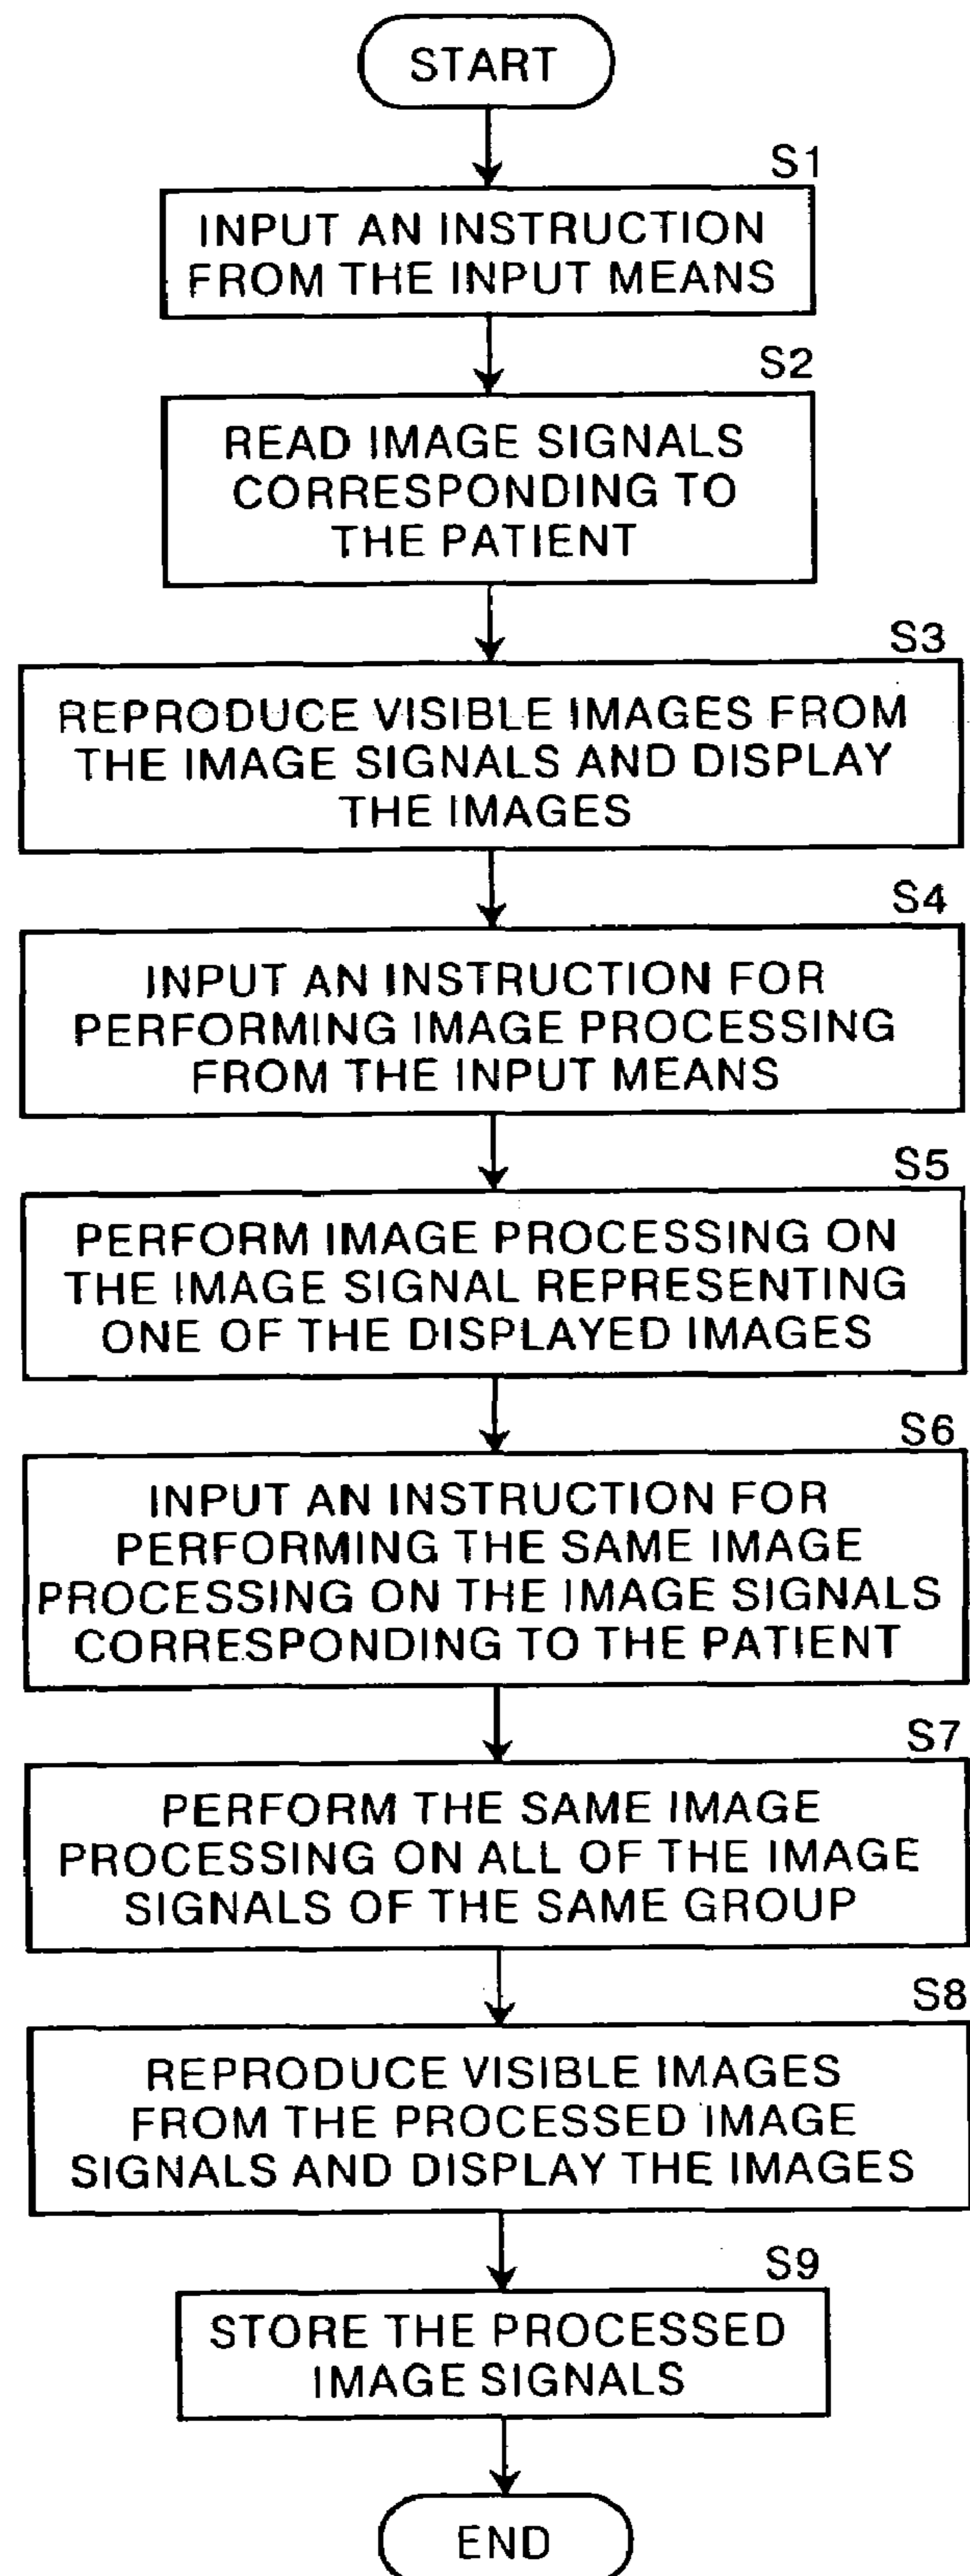 START
S1
INPUT AN INSTRUCTION
FROM THE INPUT MEANS
S2
READ IMAGE SIGNALS
CORRESPONDING TO
THE PATIENT
S3
REPRODUCE VISIBLE IMAGES FROM
THE IMAGE SIGNALS AND DISPLAY
THE IMAGES
S4
INPUT AN INSTRUCTION FOR
PERFORMING IMAGE PROCESSING
FROM THE INPUT MEANS
S5
PERFORM IMAGE PROCESSING ON
THE IMAGE SIGNAL REPRESENTING
ONE OF THE DISPLAYED IMAGES
S6
INPUT AN INSTRUCTION FOR
PERFORMING THE SAME IMAGE
PROCESSING ON THE IMAGE SIGNALS
CORRESPONDING TO THE PATIENT
S7
PERFORM THE SAME IMAGE
PROCESSING ON ALL OF THE IMAGE
SIGNALS OF THE SAME GROUP
S8
REPRODUCE VISIBLE IMAGES
FROM THE PROCESSED IMAGE
SIGNALS AND DISPLAY THE IMAGES
S9
STORE THE PROCESSED
IMAGE SIGNALS
END